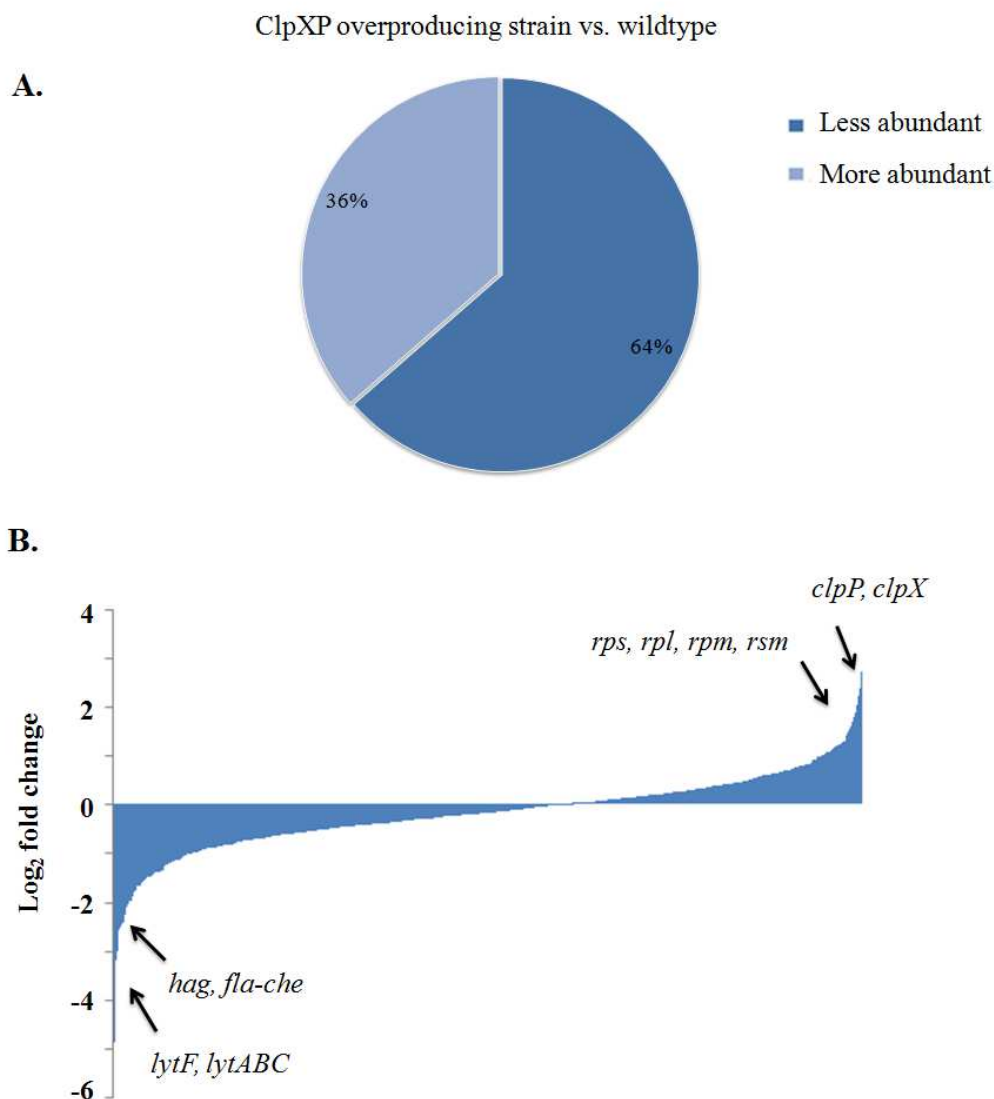 ClpXP overproducing strain vs. wildtype
A.
Less abundant
More abundant
36%
64%
B.
clpP, clpX
rps, rpl, rpm, rsm
Log₂ fold change
4
2
0
-2
-4
-6
hag, fla-che
lytF, lytABC